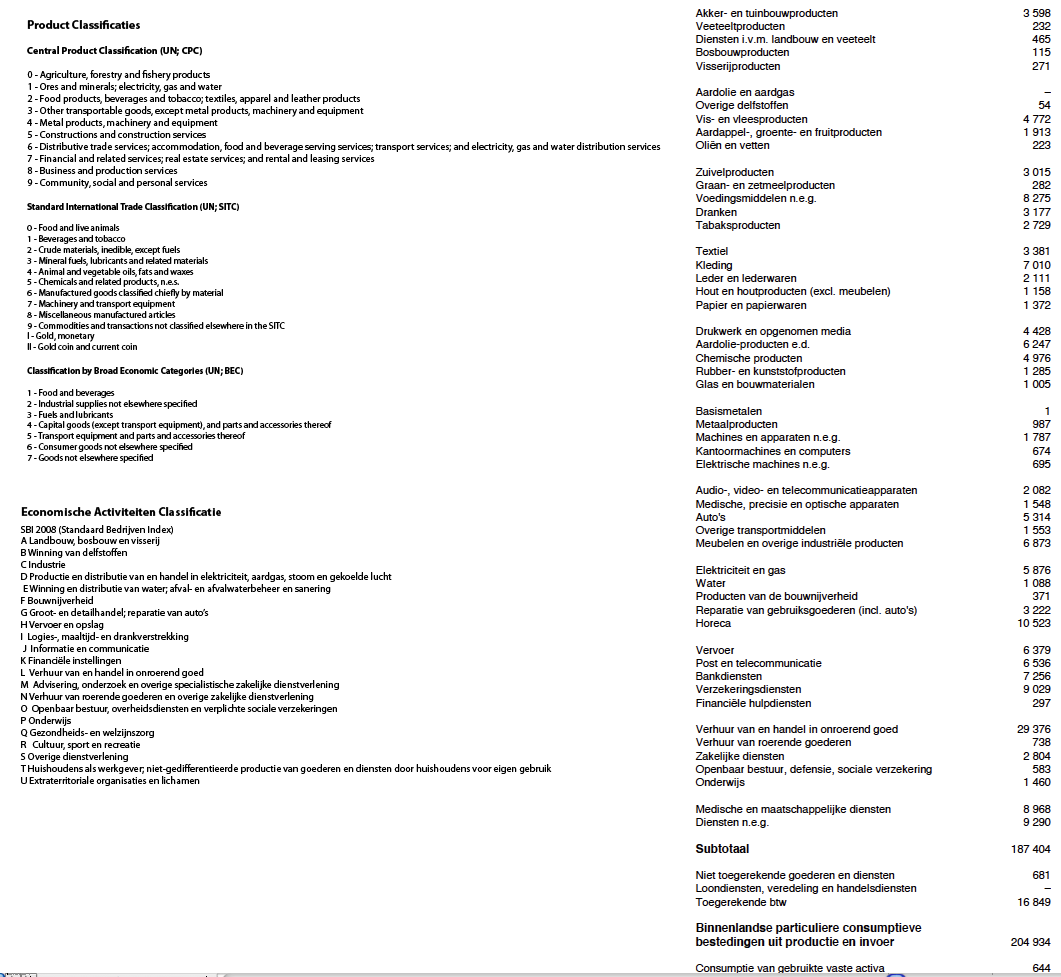 Product Classificaties
Central Product Classification (UN; CPC)
0 - Agriculture, forestry and fishery products
1 - Ores and minerals; electricity, gas and water
2 - Food products, beverages and tobacco; textiles, apparel and leather products
3 - Other transportable goods, except metal products, machinery and equipment
4 - Metal products, machinery and equipment
5 - Constructions and construction services
6 - Distributive trade services; accommodation, food and beverage serving services; transport services; and electricity, gas and water distribution services
7 - Financial and related services; real estate services; and rental and leasing services
8 - Business and production services
9 - Community, social and personal services
Standard International Trade Classification (UN; SITC)
0 - Food and live animals
1 - Beverages and tobacco
2 - Crude materials, inedible, except fuels
3 - Mineral fuels, lubricants and related materials
4 - Animal and vegetable oils, fats and waxes
5 - Chemicals and related products, n.e.s.
6 - Manufactured goods classified chiefly by material
7 - Machinery and transport equipment
8 - Miscellaneous manufactured articles
9 - Commodities and transactions not classified elsewhere in the SITC
I - Gold, monetary
II - Gold coin and current coin
Classification by Broad Economic Categories (UN; BEC)
1 - Food and beverages
2 - Industrial supplies not elsewhere specified
3 - Fuels and lubricants
4 - Capital goods (except transport equipment), and parts and accessories thereof
5 - Transport equipment and parts and accessories thereof
6 - Consumer goods not elsewhere specified
7 - Goods not elsewhere specified
Economische Activiteiten Classificatie
SBI 2008 (Standaard Bedrijven Index)
A Landbouw, bosbouw en visserij
B Winning van delfstoffen
C Industrie
D Productie en distributie van en handel in elektriciteit, aardgas, stoom en gekoelde lucht
E Winning en distributie van water; afval- en afvalwaterbeheer en sanering
F Bouwnijverheid
G Groot- en detailhandel; reparatie van auto's
H Vervoer en opslag
I Logies-, maaltijd- en drankverstrekking
J Informatie en communicatie
K Financiële instellingen
L Verhuur van en handel in onroerend goed
M Advisering, onderzoek en overige specialistische zakelijke dienstverlening
N Verhuur van roerende goederen en overige zakelijke dienstverlening
O Openbaar bestuur, overheidsdiensten en verplichte sociale verzekeringen
P Onderwijs
Q Gezondheids- en welzijnszorg
R Cultuur, sport en recreatie
S Overige dienstverlening
T Huishoudens als werkgever; niet-gedifferentieerde productie van goederen en diensten door huishoudens voor eigen gebruik
U Extraterritoriale organisaties en lichamen
Akker- en tuinbouwproducten 3 598
Veeteeltproducten 232
Diensten i.v.m. landbouw en veeteelt 465
Bosbouwproducten 115
Visserijproducten 271
Aardolie en aardgas –
Overige delfstoffen 54
Vis- en vleesproducten 4 772
Aardappel-, groente- en fruitproducten 1 913
Oliën en vetten 223
Zuivelproducten 3 015
Graan- en zetmeelproducten 282
Voedingsmiddelen n.e.g. 8 275
Dranken 3 177
Tabaksproducten 2 729
Textiel 3 381
Kleding 7 010
Leder en lederwaren 2 111
Hout en houtproducten (excl. meubelen) 1 158
Papier en papierwaren 1 372
Drukwerk en opgenomen media 4 428
Aardolie-producten e.d. 6 247
Chemische producten 4 976
Rubber- en kunststofproducten 1 285
Glas en bouwmaterialen 1 005
Basismetalen 1
Metaalproducten 987
Machines en apparaten n.e.g. 1 787
Kantoormachines en computers 674
Elektrische machines n.e.g. 695
Audio-, video- en telecommunicatieapparaten 2 082
Medische, precisie en optische apparaten 1 548
Auto's 5 314
Overige transportmiddelen 1 553
Meubelen en overige industriële producten 6 873
Elektriciteit en gas 5 876
Water 1 088
Producten van de bouwnijverheid 371
Reparatie van gebruiksgoederen (incl. auto's) 3 222
Horeca 10 523
Vervoer 6 379
Post en telecommunicatie 6 536
Bankdiensten 7 256
Verzekeringsdiensten 9 029
Financiële hulpdiensten 297
Verhuur van en handel in onroerend goed 29 376
Verhuur van roerende goederen 738
Zakelijke diensten 2 804
Openbaar bestuur, defensie, sociale verzekering 583
Onderwijs 1 460
Medische en maatschappelijke diensten 8 968
Diensten n.e.g. 9 290
Subtotaal 187 404
Niet toegerekende goederen en diensten 681
Loondiensten, veredeling en handelsdiensten –
Toegerekende btw 16 849
Binnenlandse particuliere consumptieve
bestedingen uit productie en invoer 204 934
Consumptie van gebruikte vaste activa 644